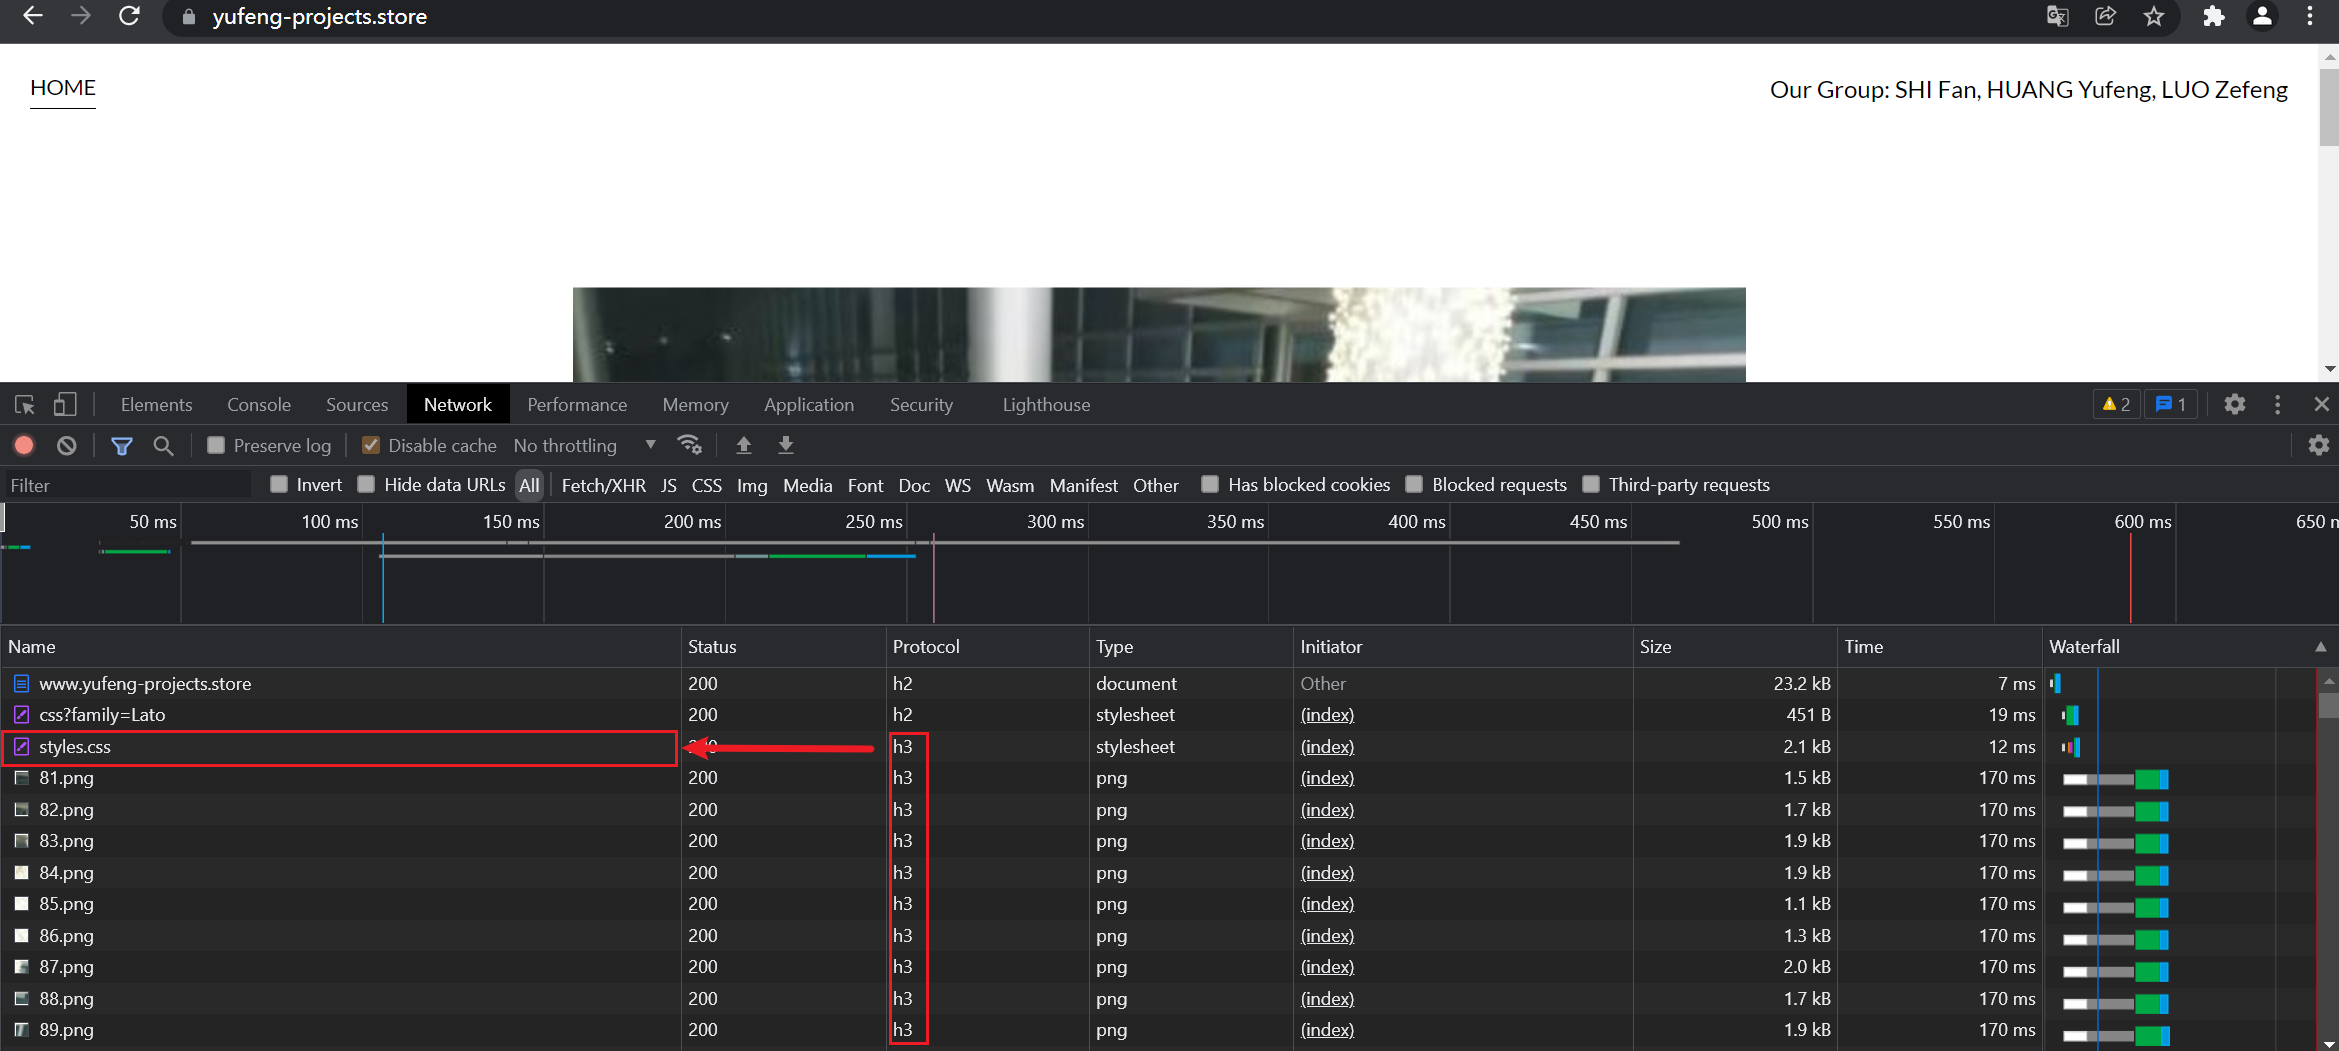 yufeng-projects.store
HOME
Our Group: SHI Fan, HUANG Yufeng, LUO Zefeng
Elements Console Sources Network Performance Memory Application Security Lighthouse 2 1
Preserve log Disable cache No throttling
Filter Invert Hide data URLs All Fetch/XHR JS CSS Img Media Font Doc WS Wasm Manifest Other Has blocked cookies Blocked requests Third-party requests
50 ms 100 ms 150 ms 200 ms 250 ms 300 ms 350 ms 400 ms 450 ms 500 ms 550 ms 600 ms 650 m
Name Status Protocol Type Initiator Size Time Waterfall
www.yufeng-projects.store 200 h2 document Other 23.2 kB 7 ms
css?family=Lato 200 h2 stylesheet (index) 451 B 19 ms
styles.css h3 stylesheet (index) 2.1 kB 12 ms
81.png 200 h3 png (index) 1.5 kB 170 ms
82.png 200 h3 png (index) 1.7 kB 170 ms
83.png 200 h3 png (index) 1.9 kB 170 ms
84.png 200 h3 png (index) 1.9 kB 170 ms
85.png 200 h3 png (index) 1.1 kB 170 ms
86.png 200 h3 png (index) 1.3 kB 170 ms
87.png 200 h3 png (index) 2.0 kB 170 ms
88.png 200 h3 png (index) 1.7 kB 170 ms
89.png 200 h3 png (index) 1.9 kB 170 ms